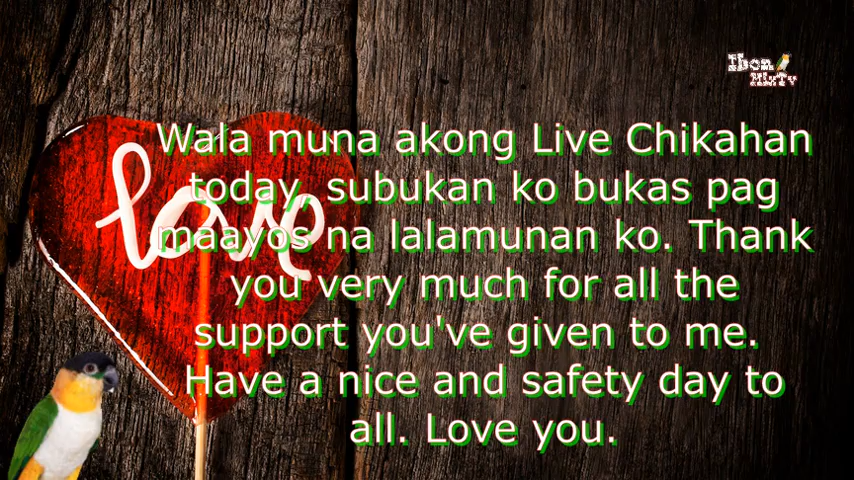 Ibon
MixTv
love
Wala muna akong Live Chikahan
today, subukan ko bukas pag
maayos na lalamunan ko. Thank
you very much for all the
support you've given to me.
Have a nice and safety day to
all. Love you.